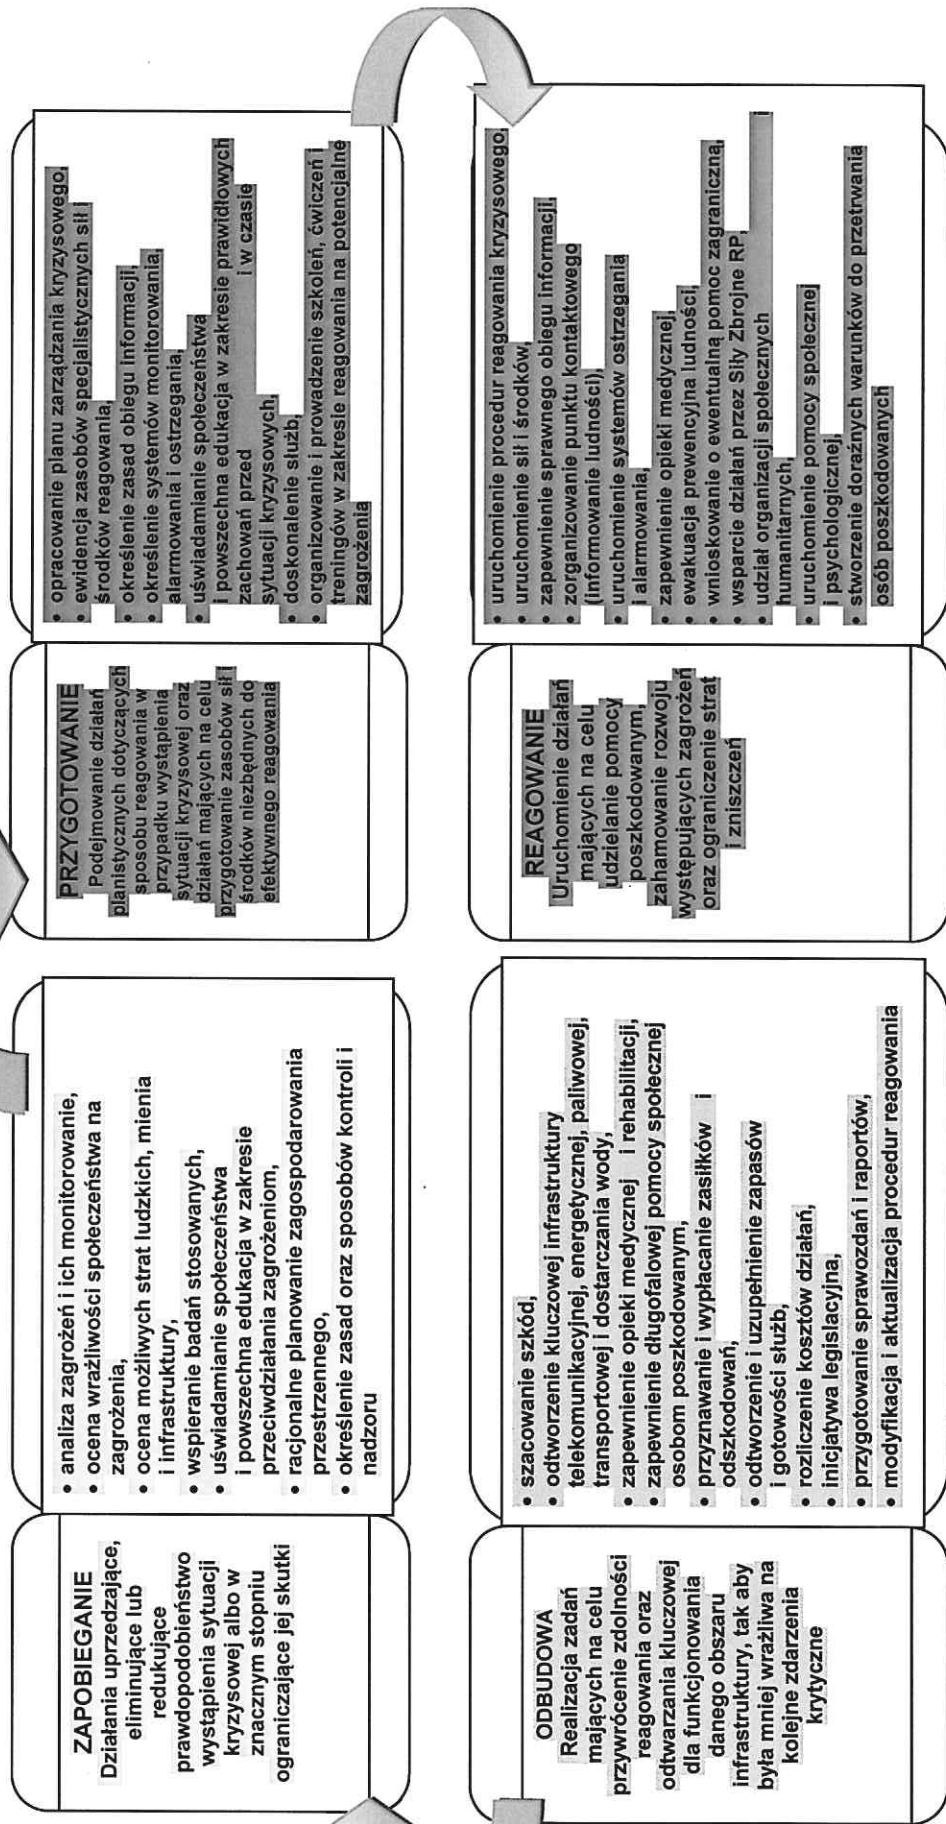 ZAPOBIEGANIE
Działania uprzedzające,
eliminujące lub
redukujące
prawdopodobieństwo
wystąpienia sytuacji
kryzysowej albo w
znacznym stopniu
ograniczające jej skutki
• analiza zagrożeń i ich monitorowanie,
• ocena wrażliwości społeczeństwa na
zagrożenia,
• ocena możliwych strat ludzkich, mienia
i infrastruktury,
• wspieranie badań stosowanych,
• uświadamianie społeczeństwa
i powszechna edukacja w zakresie
przeciwdziałania zagrożeniom,
• racjonalne planowanie zagospodarowania
przestrzennego,
• określenie zasad oraz sposobów kontroli i
nadzoru
PRZYGOTOWANIE
Podejmowanie działań
planistycznych dotyczących
sposobu reagowania w
przypadku wystąpienia
sytuacji kryzysowej oraz
działań mających na celu
przygotowanie zasobów sił i
środków niezbędnych do
efektywnego reagowania
• opracowanie planu zarządzania kryzysowego,
• ewidencja zasobów specjalistycznych sił i
środków reagowania,
• określenie zasad obiegu informacji,
• określenie systemów monitorowania,
alarmowania i ostrzegania,
• uświadamianie społeczeństwa
i powszechna edukacja w zakresie prawidłowych
zachowań przed i w czasie
sytuacji kryzysowych,
• doskonalenie służb,
• organizowanie i prowadzenie szkoleń, ćwiczeń i
treningów w zakresie reagowania na potencjalne
zagrożenia
ODBUDOWA
Realizacja zadań
mających na celu
przywrócenie zdolności
reagowania oraz
odtwarzania kluczowej
dla funkcjonowania
danego obszaru
infrastruktury, tak aby
była mniej wrażliwa na
kolejne zdarzenia
krytyczne
• szacowanie szkód,
• odtworzenie kluczowej infrastruktury
telekomunikacyjnej, energetycznej, paliwowej,
transportowej i dostarczania wody,
• zapewnienie opieki medycznej i rehabilitacji,
• zapewnienie długofalowej pomocy społecznej
osobom poszkodowanym,
• przyznawanie i wypłacanie zasiłków i
odszkodowań,
• odtworzenie i uzupełnienie zapasów
i gotowości służb,
• rozliczenie kosztów działań,
• inicjatywa legislacyjna,
• przygotowanie sprawozdań i raportów,
• modyfikacja i aktualizacja procedur reagowania
REAGOWANIE
Uruchomienie działań
mających na celu
udzielanie pomocy
poszkodowanym,
zahamowanie rozwoju
występujących zagrożeń
oraz ograniczenie strat
i zniszczeń
• uruchomienie procedur reagowania kryzysowego,
• uruchomienie sił i środków,
• zapewnienie sprawnego obiegu informacji,
• zorganizowanie punktu kontaktowego
(informowanie ludności),
• uruchomienie systemów ostrzegania
i alarmowania,
• zapewnienie opieki medycznej,
• ewakuacja prewencyjna ludności,
• wnioskowanie o ewentualną pomoc zagraniczną,
• wsparcie działań przez Siły Zbrojne RP,
• udział organizacji społecznych i
humanitarnych,
• uruchomienie pomocy społecznej
i psychologicznej,
• stworzenie doraźnych warunków do przetrwania
osób poszkodowanych